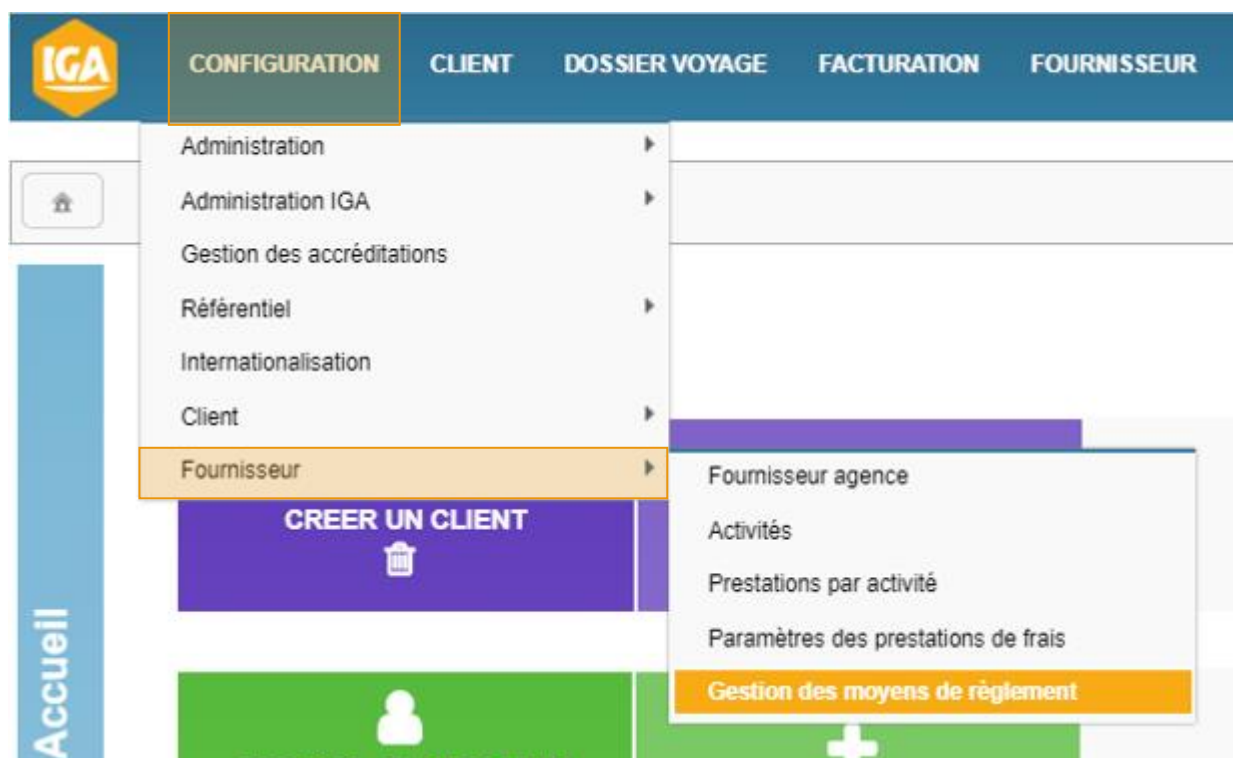 IGA
CONFIGURATION CLIENT DOSSIER VOYAGE FACTURATION FOURNISSEUR
Administration
Administration IGA
Gestion des accréditations
Référentiel
Internationalisation
Client
Fournisseur
Fournisseur agence
Activités
Prestations par activité
Paramètres des prestations de frais
Gestion des moyens de règlement
CREER UN CLIENT
Accueil